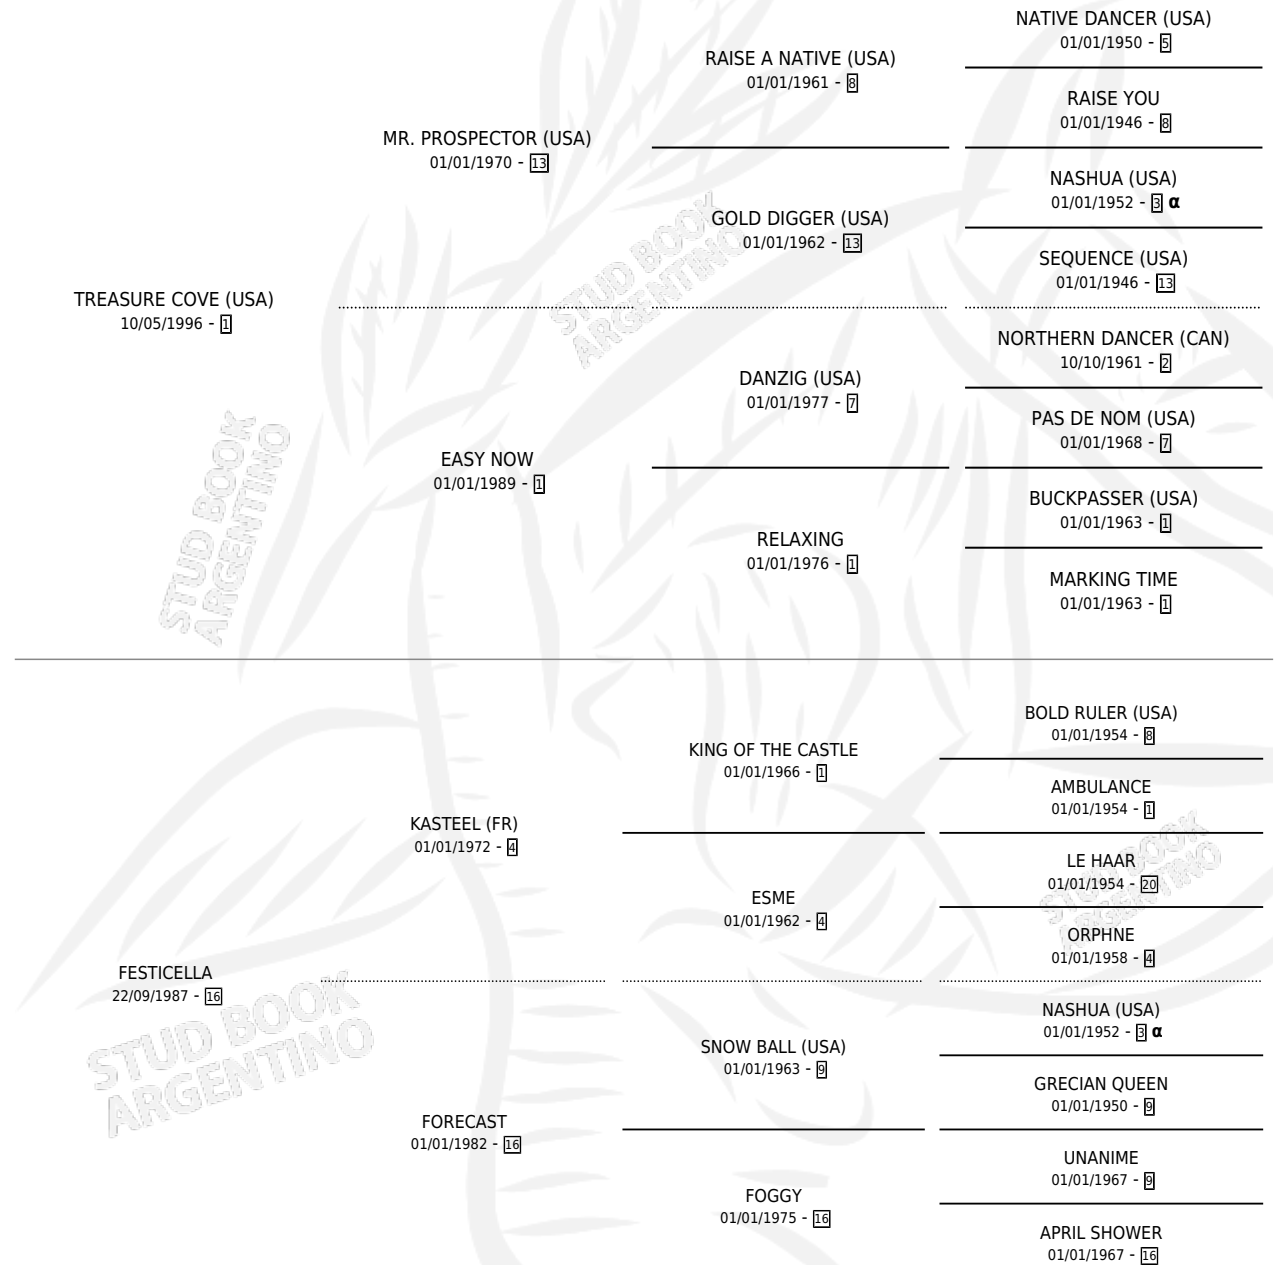 NATIVE DANCER (USA)
01/01/1950 - 5
RAISE A NATIVE (USA)
01/01/1961 - 8
RAISE YOU
01/01/1946 - 8
MR. PROSPECTOR (USA)
01/01/1970 - 13
NASHUA (USA)
01/01/1952 - 3 α
GOLD DIGGER (USA)
01/01/1962 - 13
SEQUENCE (USA)
01/01/1946 - 13
TREASURE COVE (USA)
10/05/1996 - 1
STUD BOOK
ARGENTINO
NORTHERN DANCER (CAN)
10/10/1961 - 2
DANZIG (USA)
01/01/1977 - 7
PAS DE NOM (USA)
01/01/1968 - 7
EASY NOW
01/01/1989 - 1
BUCKPASSER (USA)
01/01/1963 - 1
RELAXING
01/01/1976 - 1
MARKING TIME
01/01/1963 - 1
STUD BOOK
ARGENTINO
BOLD RULER (USA)
01/01/1954 - 8
KING OF THE CASTLE
01/01/1966 - 1
AMBULANCE
01/01/1954 - 1
KASTEEL (FR)
01/01/1972 - 4
LE HAAR
01/01/1954 - 20
ESME
01/01/1962 - 4
ORPHNE
01/01/1958 - 4
STUD BOOK
ARGENTINO
FESTICELLA
22/09/1987 - 16
STUD BOOK
ARGENTINO
NASHUA (USA)
01/01/1952 - 3 α
SNOW BALL (USA)
01/01/1963 - 9
GRECIAN QUEEN
01/01/1950 - 9
FORECAST
01/01/1982 - 16
UNANIME
01/01/1967 - 9
FOGGY
01/01/1975 - 16
APRIL SHOWER
01/01/1967 - 16